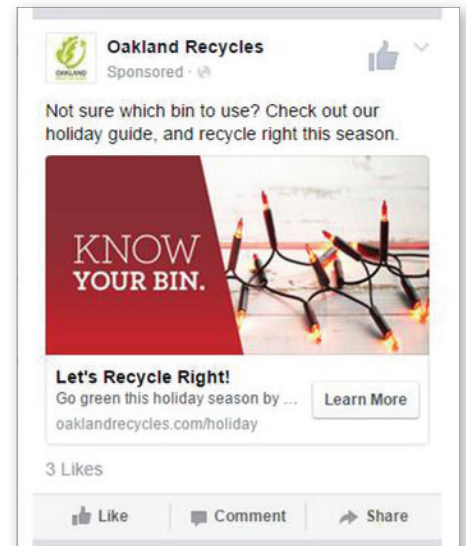 OAKLAND
Oakland Recycles
Sponsored ·
Not sure which bin to use? Check out our
holiday guide, and recycle right this season.
KNOW
YOUR BIN.
Let's Recycle Right!
Go green this holiday season by ...
Learn More
oaklandrecycles.com/holiday
3 Likes
Like Comment Share